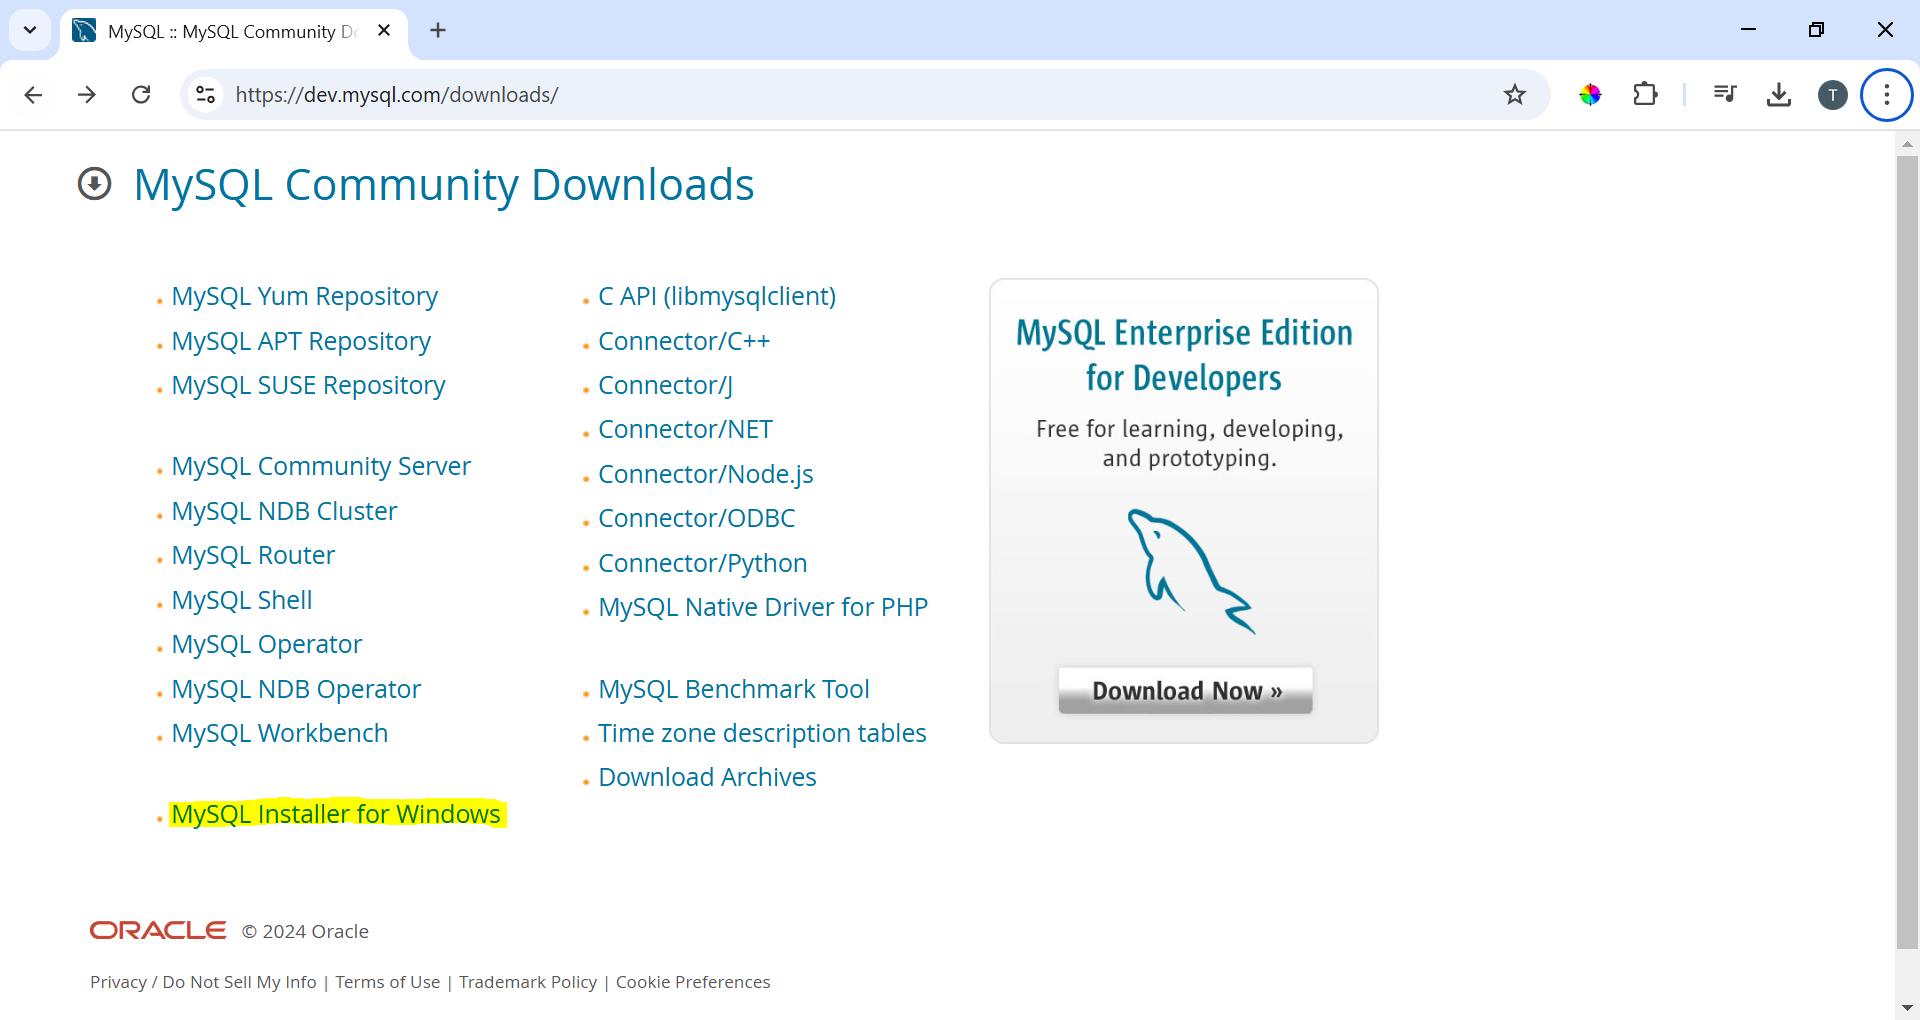 MySQL :: MySQL Community Do
https://dev.mysql.com/downloads/
T
MySQL Community Downloads
MySQL Yum Repository
MySQL APT Repository
MySQL SUSE Repository
MySQL Community Server
MySQL NDB Cluster
MySQL Router
MySQL Shell
MySQL Operator
MySQL NDB Operator
MySQL Workbench
MySQL Installer for Windows
C API (libmysqlclient)
Connector/C++
Connector/J
Connector/NET
Connector/Node.js
Connector/ODBC
Connector/Python
MySQL Native Driver for PHP
MySQL Benchmark Tool
Time zone description tables
Download Archives
MySQL Enterprise Edition
for Developers
Free for learning, developing,
and prototyping.
Download Now »
ORACLE © 2024 Oracle
Privacy / Do Not Sell My Info | Terms of Use | Trademark Policy | Cookie Preferences